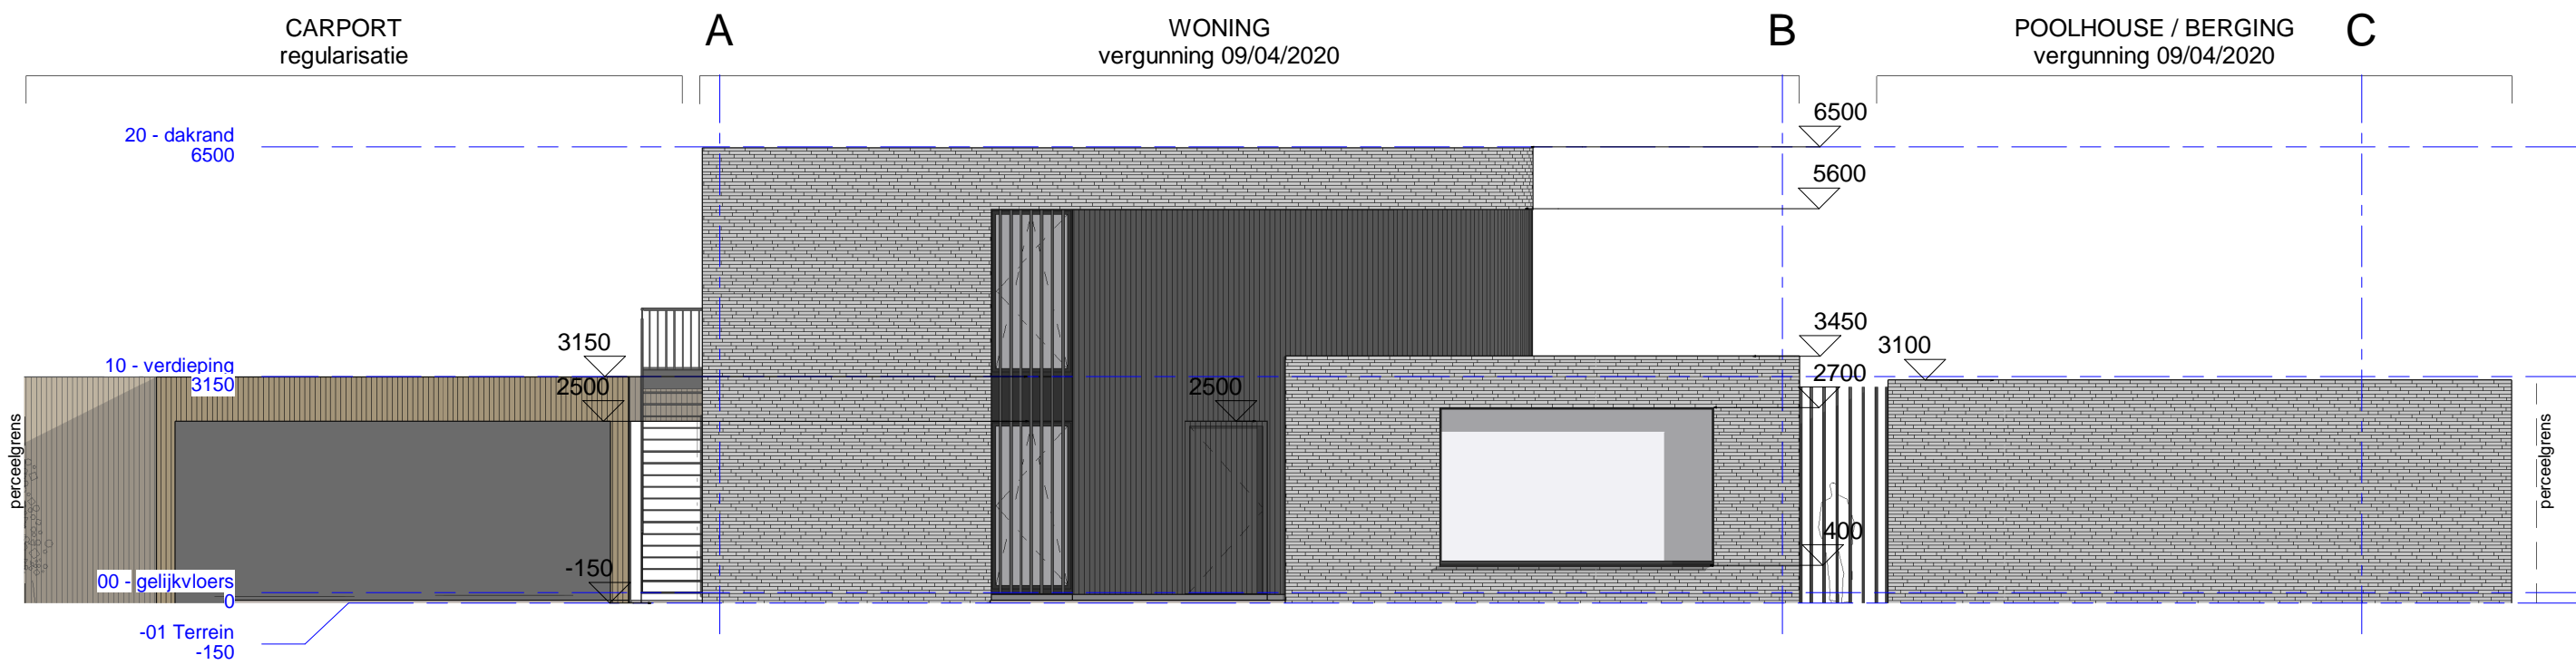 CARPORT
regularisatie
A
WONING
vergunning 09/04/2020
B
POOLHOUSE / BERGING
vergunning 09/04/2020
C
6500
20 - dakrand
6500
5600
3450
3150
3100
10 - verdieping
3150
2500
2500
2700
perceelgrens
perceelgrens
400
-150
00 - gelijkvloers
0
-01 Terrein
-150